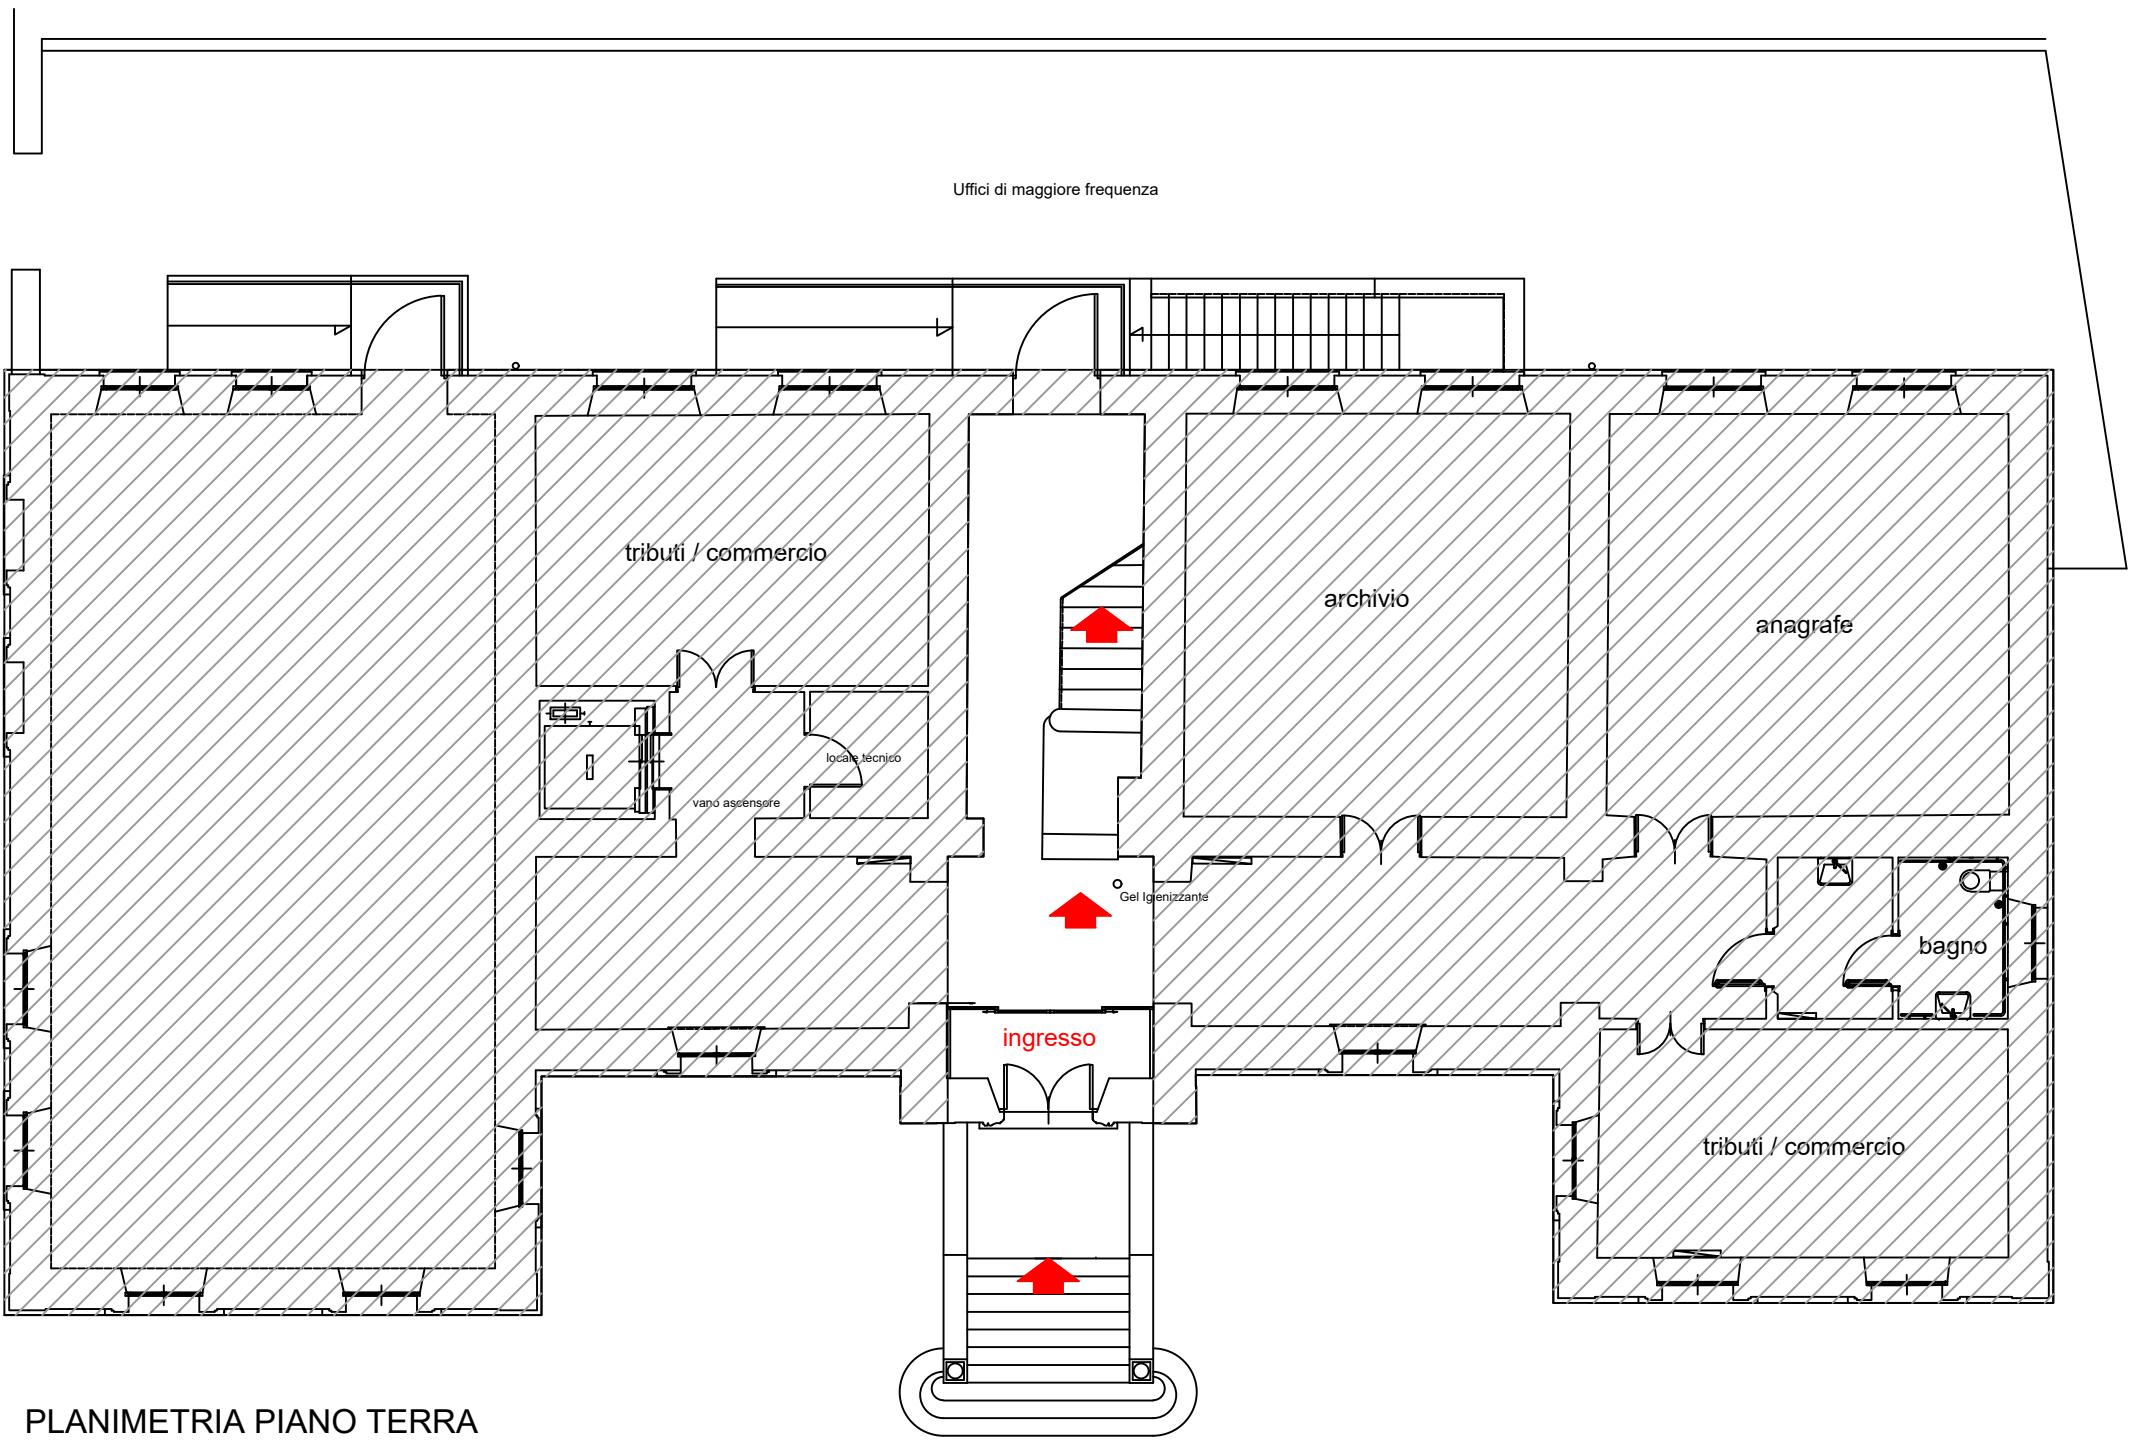 Uffici di maggiore frequenza
tributi / commercio
archivio
anagrafe
locale tecnico
vano ascensore
Gel Igienizzante
bagno
ingresso
tributi / commercio
PLANIMETRIA PIANO TERRA